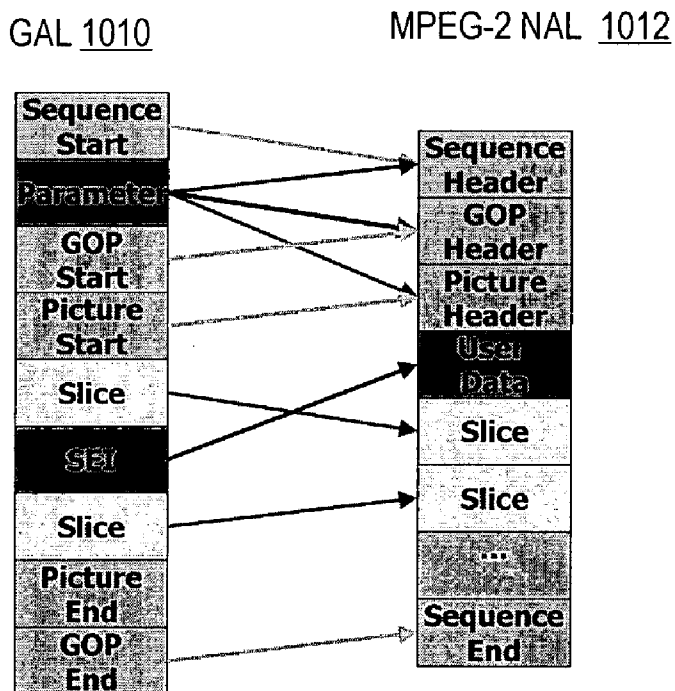 GAL 1010
MPEG-2 NAL 1012
Sequence
Start
Parameter
GOP
Start
Picture
Start
Slice
SEI
Slice
Picture
End
GOP
End
Sequence
Header
GOP
Header
Picture
Header
User
Data
Slice
Slice
...
Sequence
End